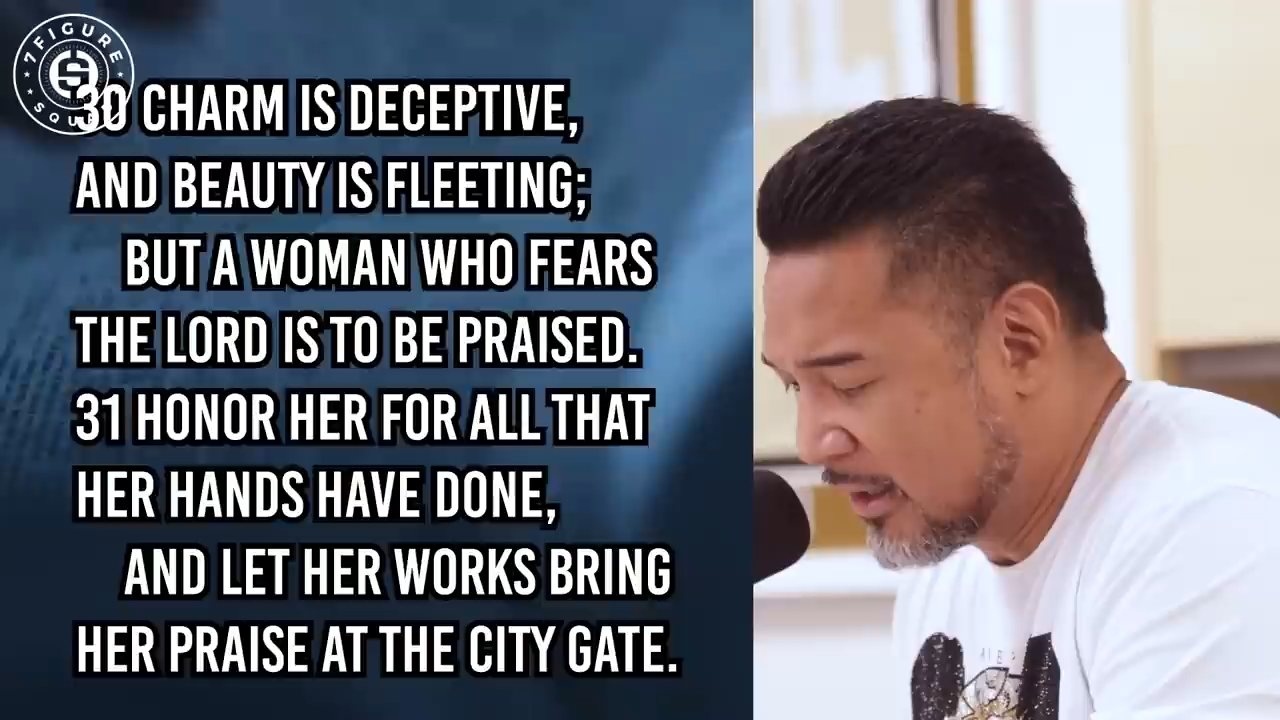 7FIGURE
SQU
30 CHARM IS DECEPTIVE,
AND BEAUTY IS FLEETING;
BUT A WOMAN WHO FEARS
THE LORD IS TO BE PRAISED.
31 HONOR HER FOR ALL THAT
HER HANDS HAVE DONE,
AND LET HER WORKS BRING
HER PRAISE AT THE CITY GATE.